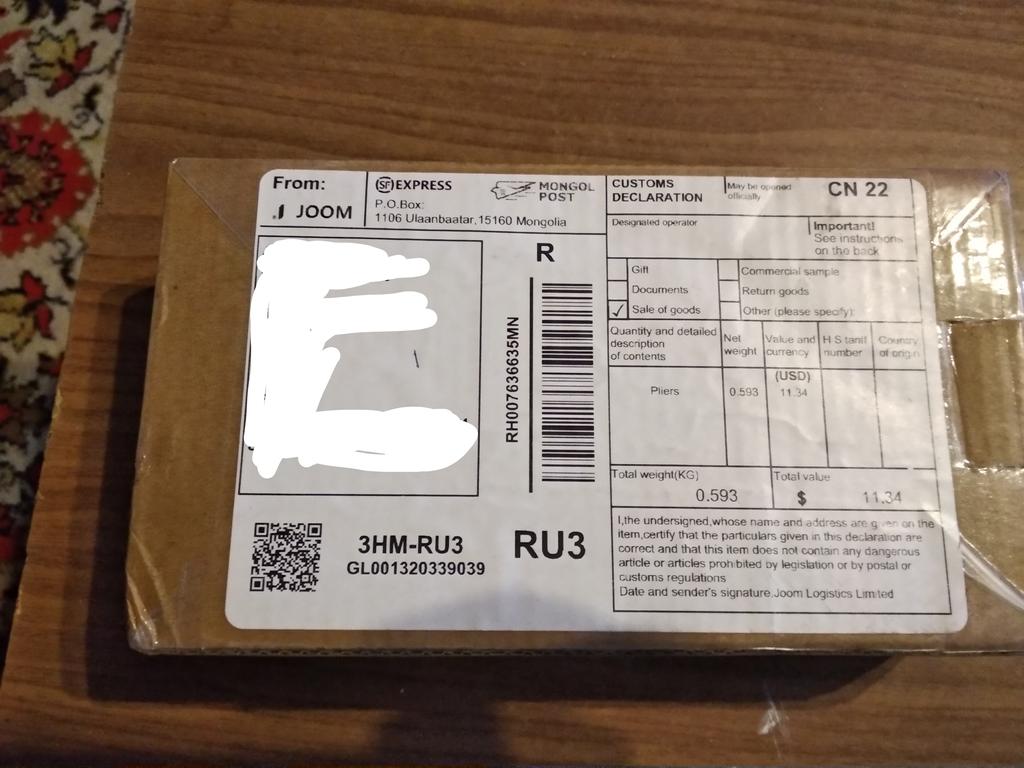 From:
JOOM
SF EXPRESS
MONGOL
POST
P.O.Box:
1106 Ulaanbaatar,15160 Mongolia
R
RH007636635MN
3HM-RU3
GL001320339039
RU3
CUSTOMS
DECLARATION
May be opened
officially
CN 22
Designated operator
Important!
See instructions
on the back
Gift
Commercial sample
Documents
Return goods
✓ Sale of goods
Other (please specify):
Quantity and detailed
description
of contents
Net
weight
Value and
currency
H S tarif
number
Country
of origin
(USD)
Pliers
0.593
11.34
Total weight(KG)
0.593
Total value
$ 11.34
I,the undersigned,whose name and address are given on the
item,certify that the particulars given in this declaration are
correct and that this item does not contain any dangerous
article or articles prohibited by legislation or by postal or
customs regulations
Date and sender's signature,Joom Logistics Limited